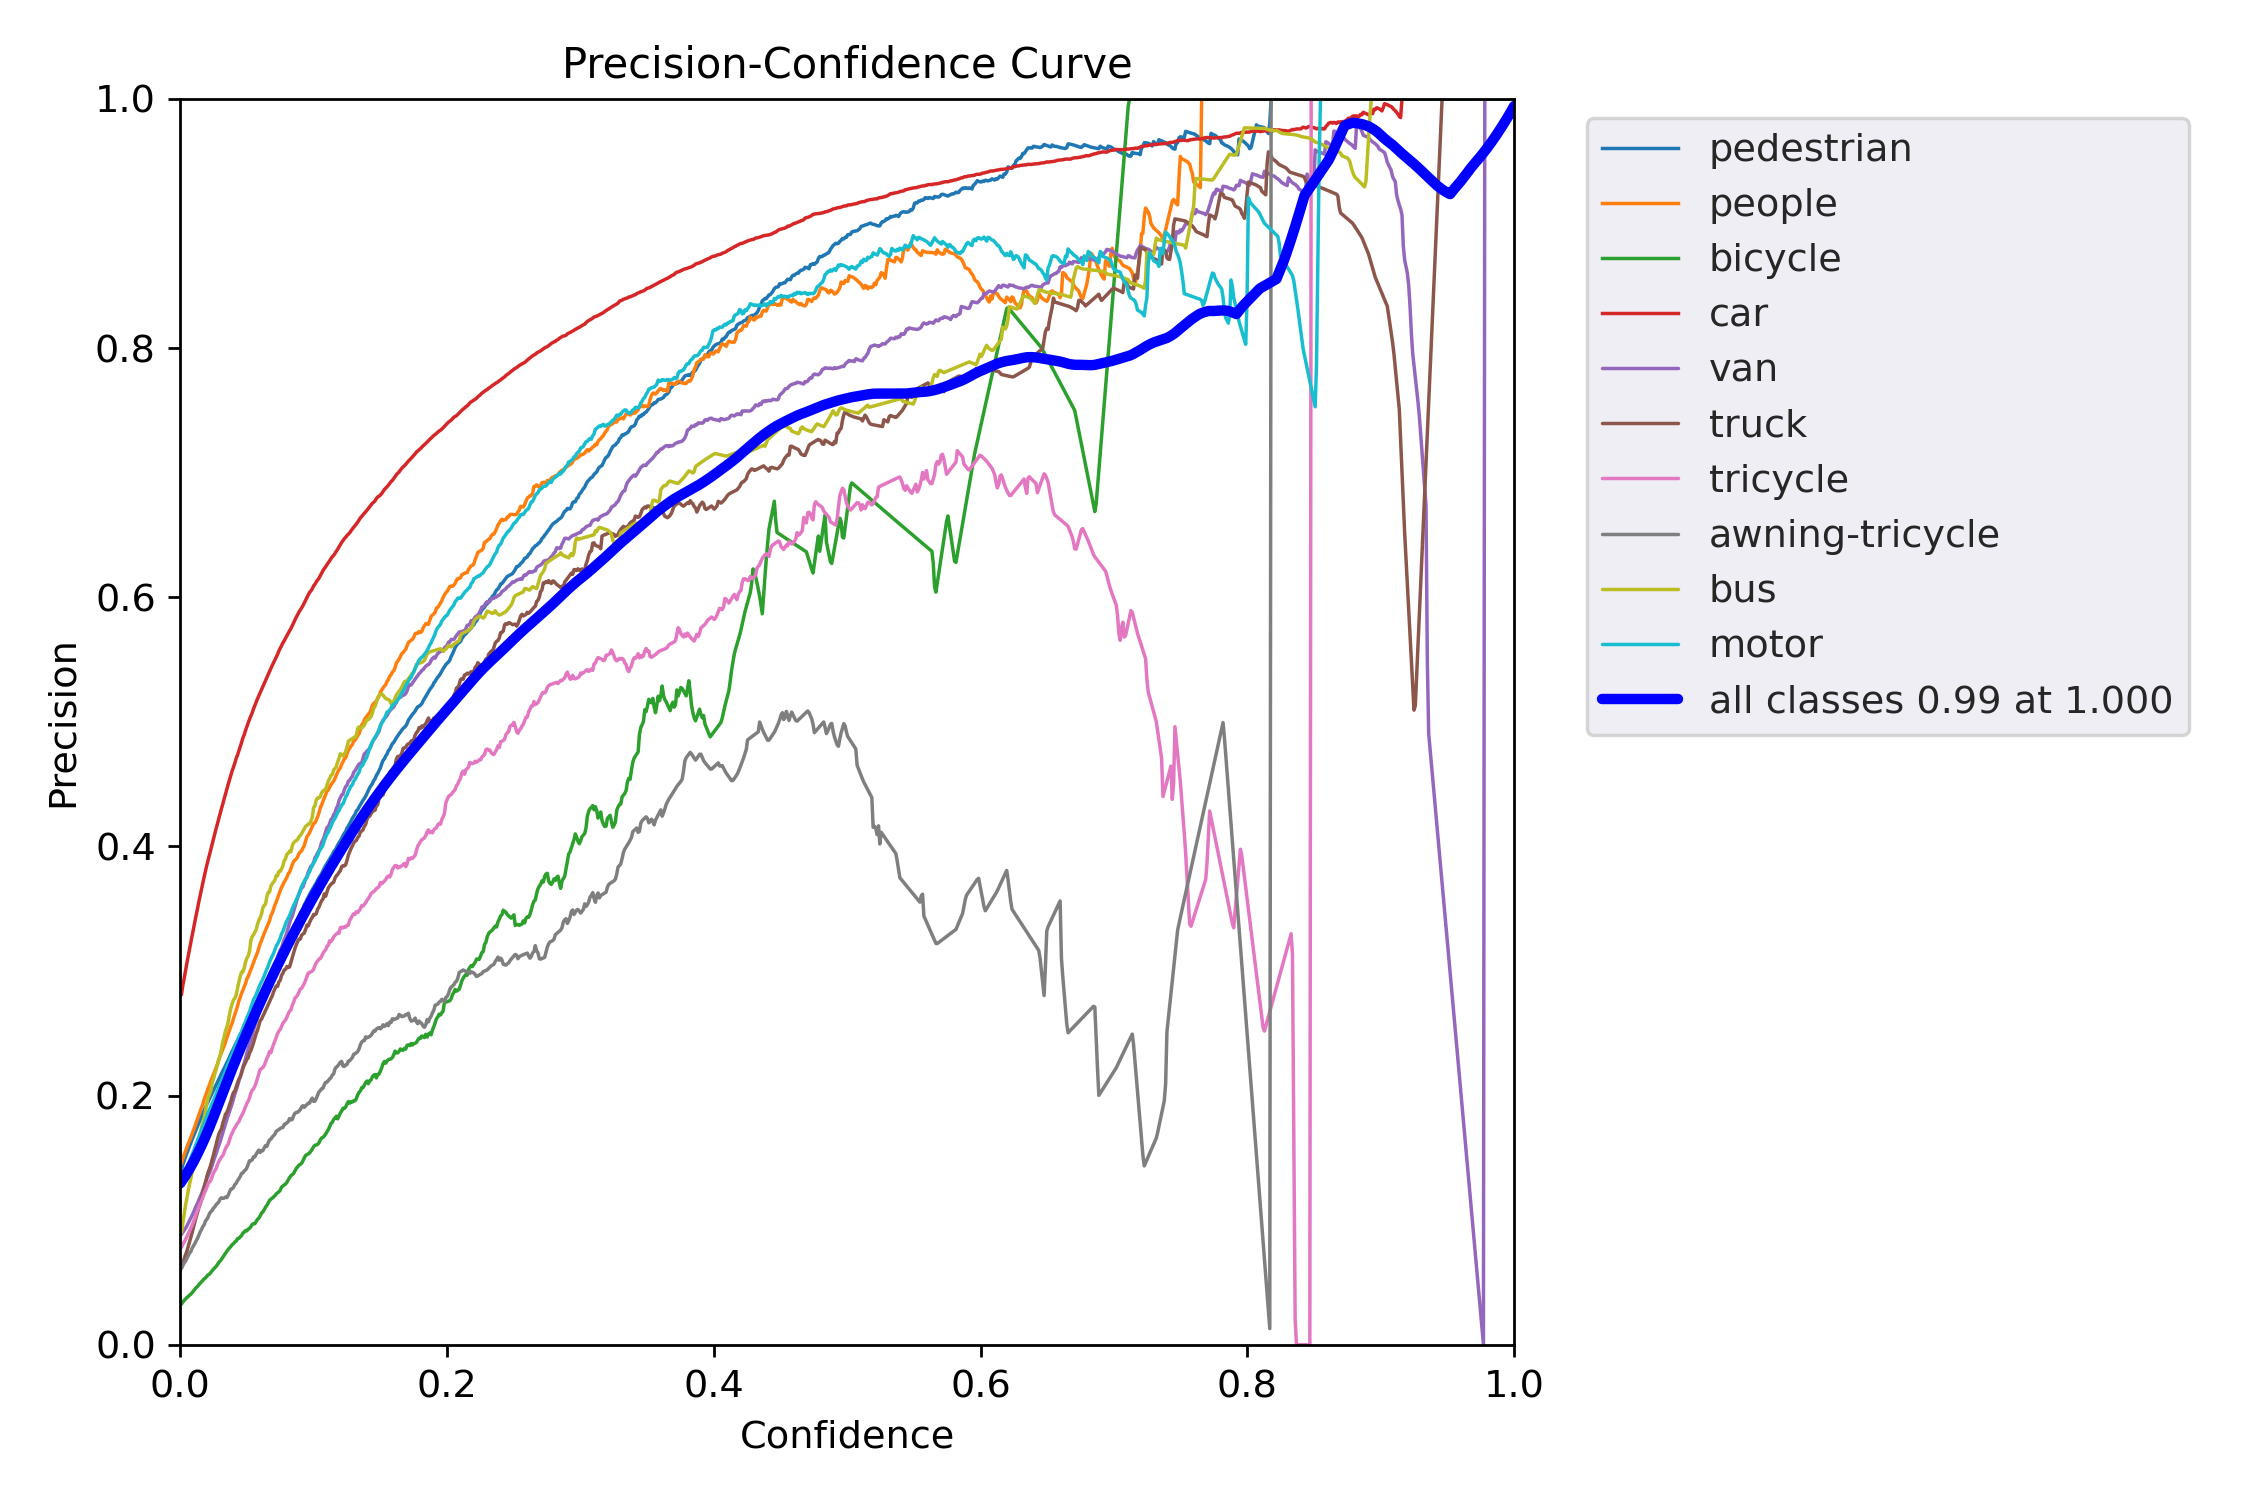 Precision-Confidence Curve
1.0
0.8
0.6
0.4
0.2
0.0
Precision
0.0 0.2 0.4 0.6 0.8 1.0
Confidence
pedestrian
people
bicycle
car
van
truck
tricycle
awning-tricycle
bus
motor
all classes 0.99 at 1.000